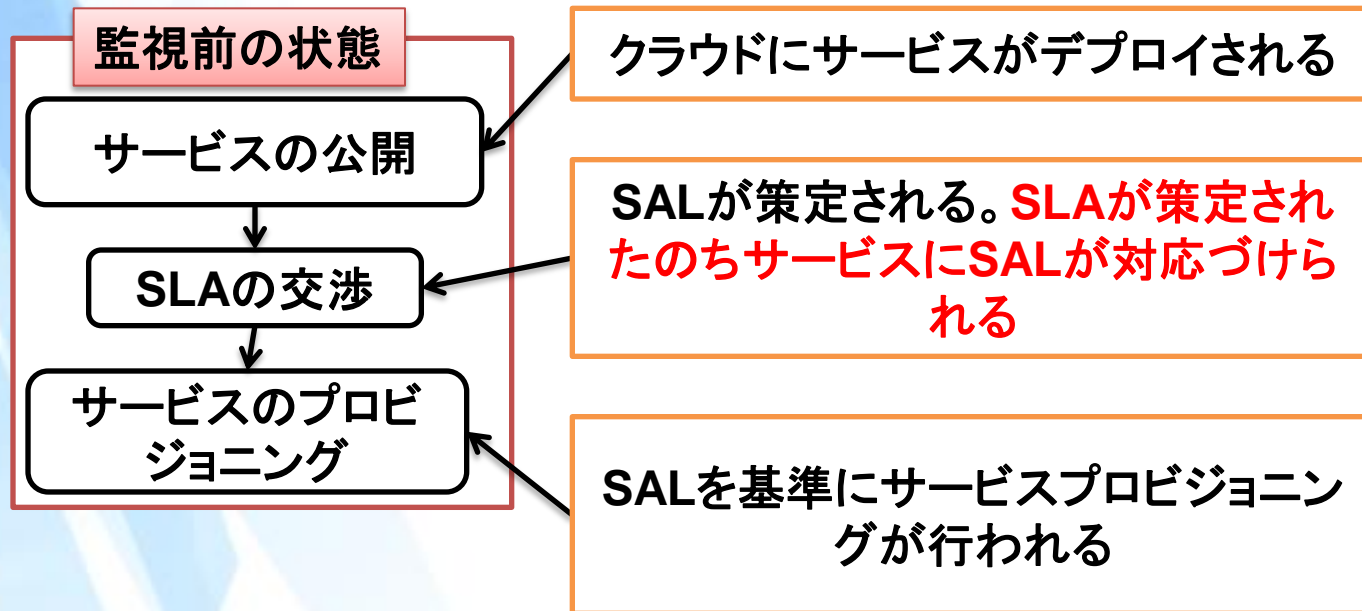 監視前の状態
クラウドにサービスがデプロイされる
サービスの公開
SALが策定される。SLAが策定され
たのちサービスにSALが対応づけら
れる
SLAの交渉
サービスのプロビ
ジョニング
SALを基準にサービスプロビジョニン
グが行われる